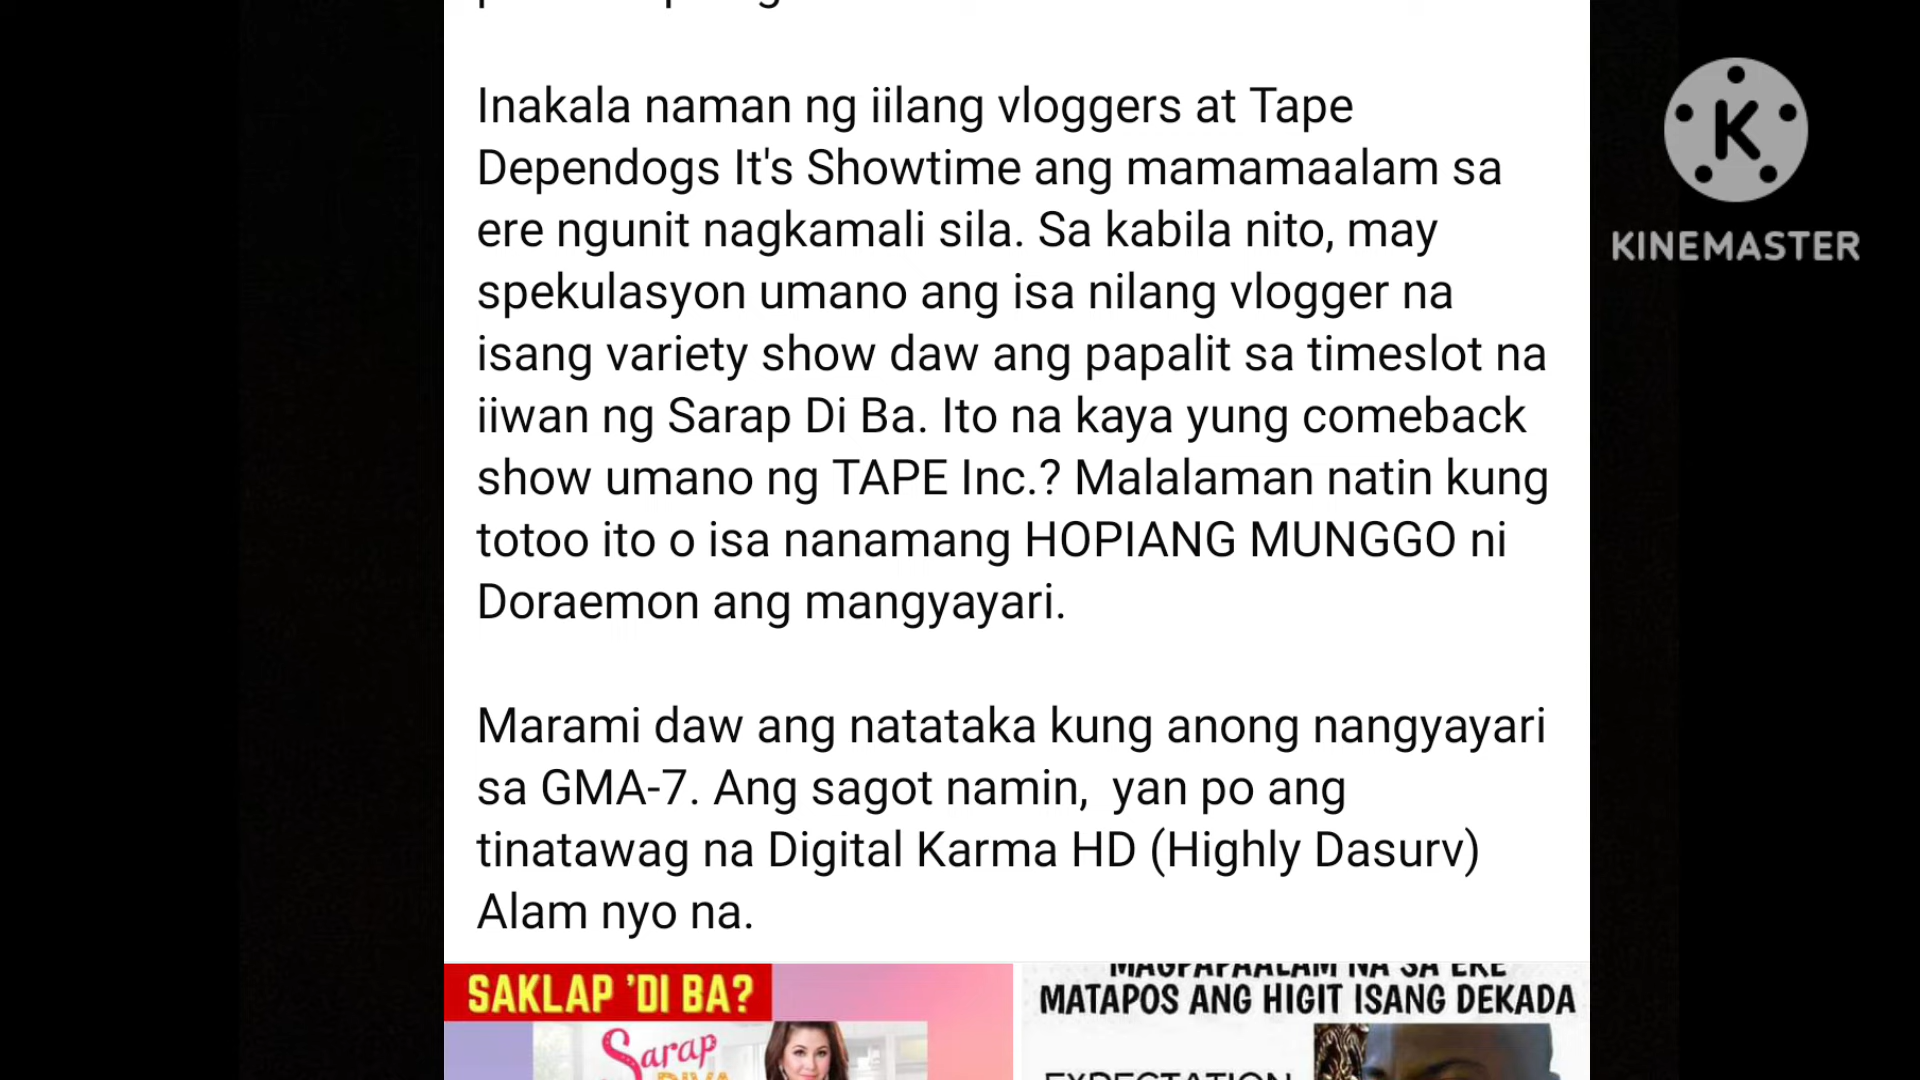 Inakala naman ng iilang vloggers at Tape
Dependogs It's Showtime ang mamamaalam sa
ere ngunit nagkamali sila. Sa kabila nito, may
spekulasyon umano ang isa nilang vlogger na
isang variety show daw ang papalit sa timeslot na
iiwan ng Sarap Di Ba. Ito na kaya yung comeback
show umano ng TAPE Inc.? Malalaman natin kung
totoo ito o isa nanamang HOPIANG MUNGGO ni
Doraemon ang mangyayari.
Marami daw ang natataka kung anong nangyayari
sa GMA-7. Ang sagot namin,  yan po ang
tinatawag na Digital Karma HD (Highly Dasurv)
Alam nyo na.
SAKLAP 'DI BA?
Sarap
DIVA
MAGPAPAALAM NA SA ERE
MATAPOS ANG HIGIT ISANG DEKADA
EXPECTATION
K
KINEMASTER